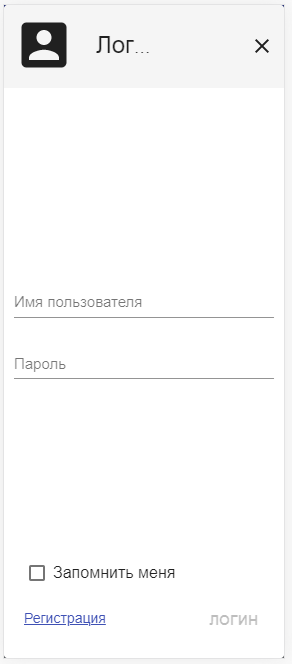 Лог...
Имя пользователя
Пароль
Запомнить меня
Регистрация
ЛОГИН